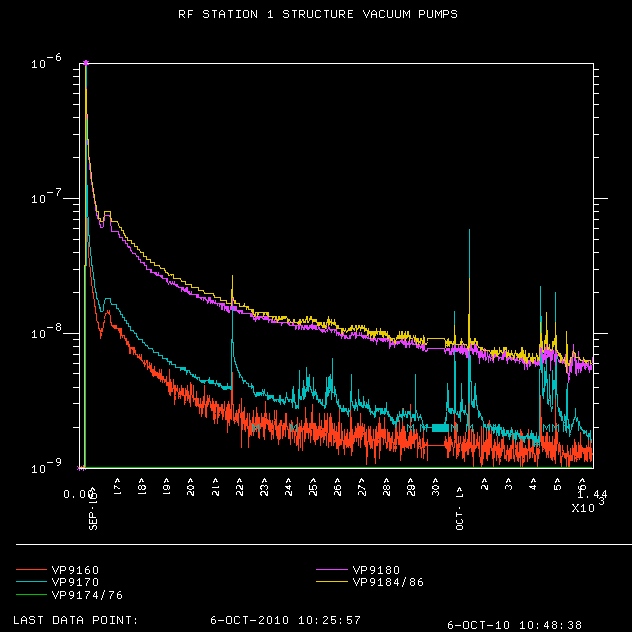 RF STATION 1 STRUCTURE VACUUM PUMPS
10^-6
10^-7
10^-8
10^-9
0.00 1.44
X10^3
SEP-16> 17> 18> 19> 20> 21> 22> 23> 24> 25> 26> 27> 28> 29> 30> OCT- 1> 2> 3> 4> 5> 6>
VP9160 VP9180
VP9170 VP9184/86
VP9174/76
LAST DATA POINT: 6-OCT-2010 10:25:57 6-OCT-10 10:48:38